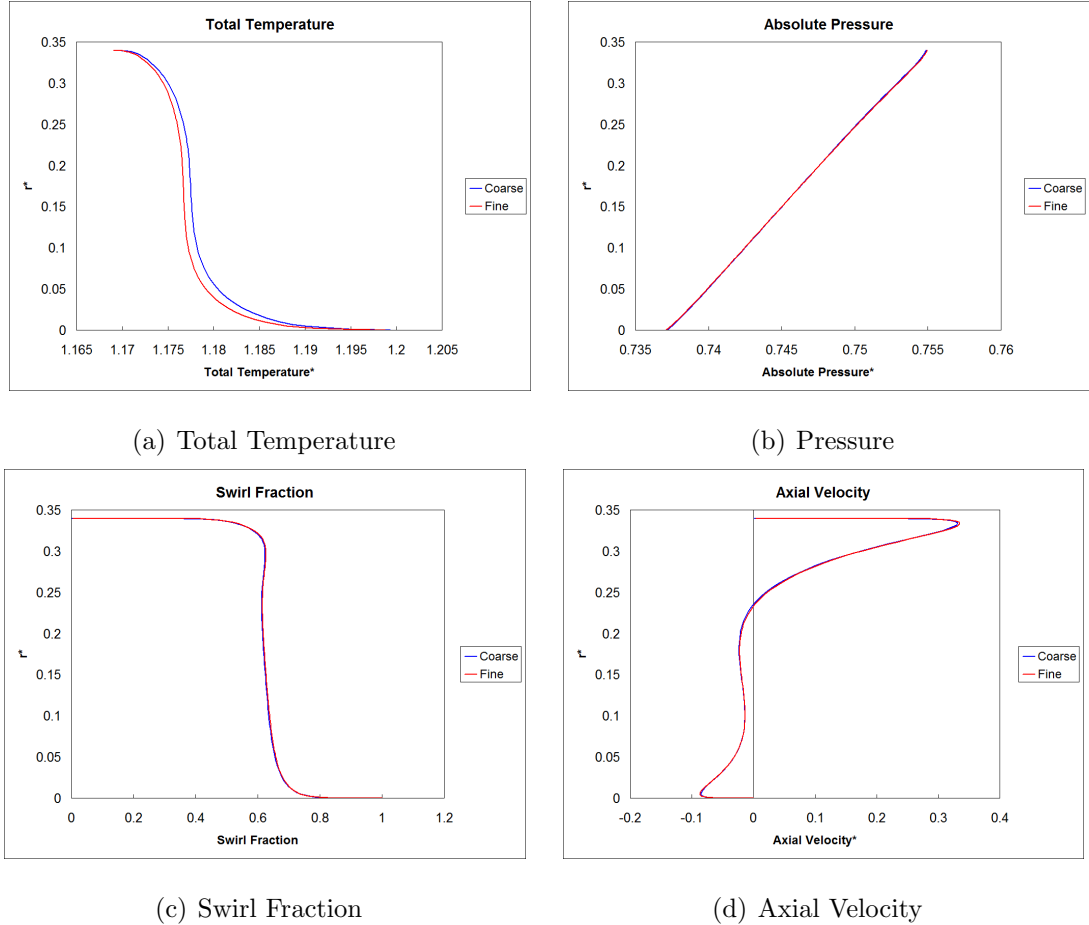 Total Temperature
0.35
0.3
0.25
0.2
0.15
0.1
0.05
0
r*
1.165 1.17 1.175 1.18 1.185 1.19 1.195 1.2 1.205
Total Temperature*
Coarse
Fine
(a) Total Temperature
Absolute Pressure
0.35
0.3
0.25
0.2
0.15
0.1
0.05
0
r*
0.735 0.74 0.745 0.75 0.755 0.76
Absolute Pressure*
Coarse
Fine
(b) Pressure
Swirl Fraction
0.35
0.3
0.25
0.2
0.15
0.1
0.05
0
r*
0 0.2 0.4 0.6 0.8 1 1.2
Swirl Fraction
Coarse
Fine
(c) Swirl Fraction
Axial Velocity
0.35
0.3
0.25
0.2
0.15
0.1
0.05
0
r*
-0.2 -0.1 0 0.1 0.2 0.3 0.4
Axial Velocity*
Coarse
Fine
(d) Axial Velocity